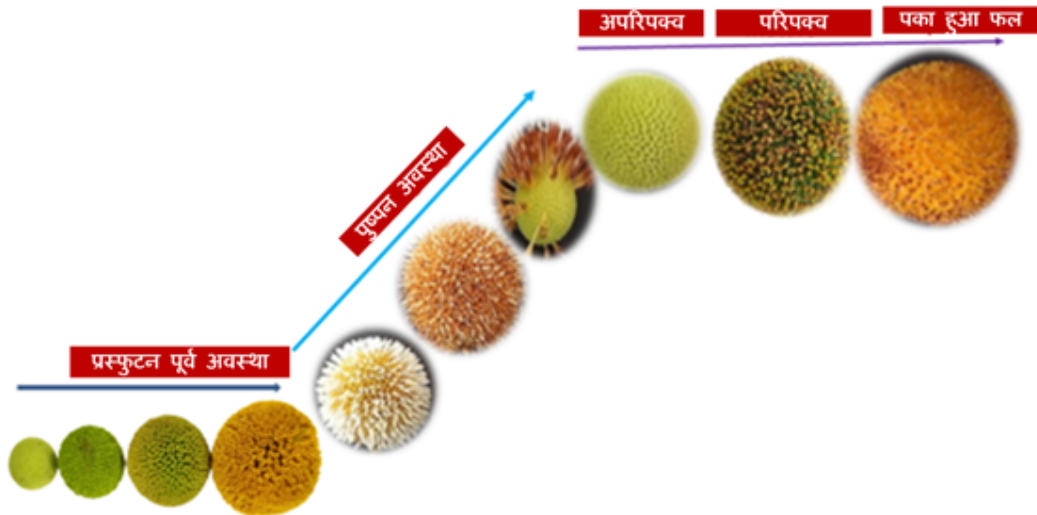 अपरिपक्व
परिपक्व
पका हुआ फल
पुष्पन अवस्था
प्रस्फुटन पूर्व अवस्था